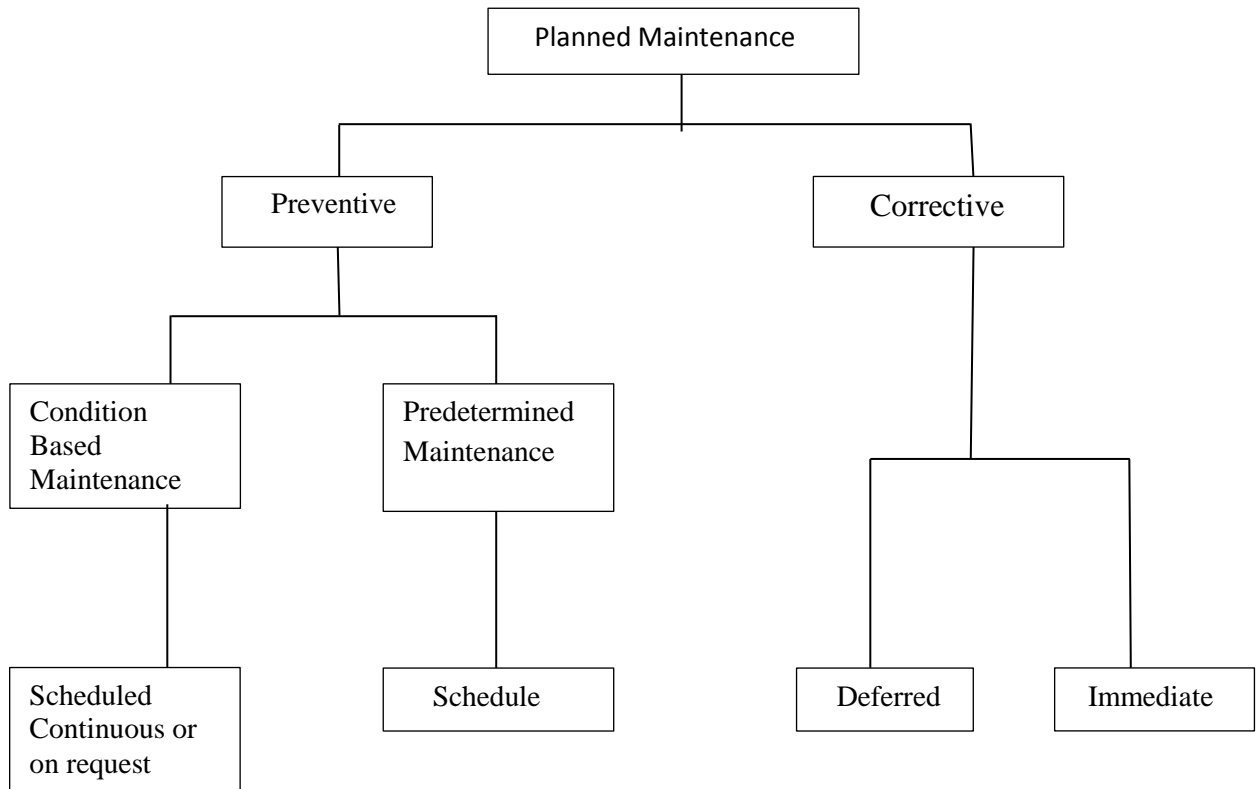 Planned Maintenance
Preventive
Corrective
Condition
Based
Maintenance
Predetermined
Maintenance
Scheduled
Continuous or
on request
Schedule
Deferred
Immediate